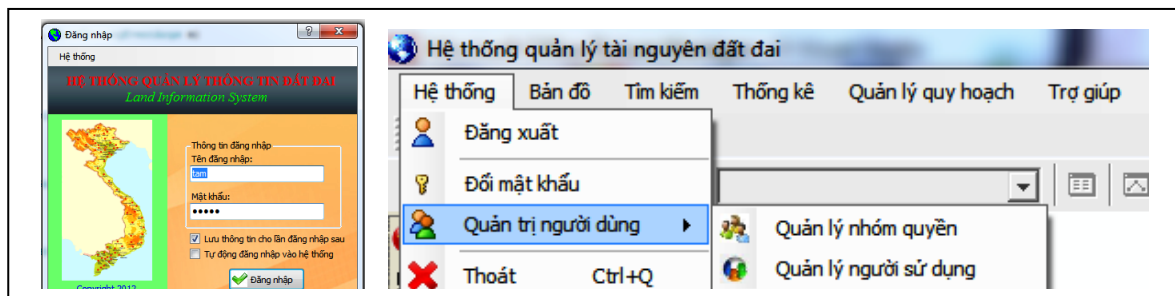 Đăng nhập
Hệ thống
HỆ THỐNG QUẢN LÝ THÔNG TIN ĐẤT ĐAI
Land Information System
Thông tin đăng nhập
Tên đăng nhập:
tam
Mật khẩu:
Lưu thông tin cho lần đăng nhập sau
Tự động đăng nhập vào hệ thống
Đăng nhập
Copyright 2012
Hệ thống quản lý tài nguyên đất đai
Hệ thống Bản đồ Tìm kiếm Thống kê Quản lý quy hoạch Trợ giúp
Đăng xuất
Đổi mật khẩu
Quản trị người dùng
Quản lý nhóm quyền
Thoát Ctrl+Q
Quản lý người sử dụng